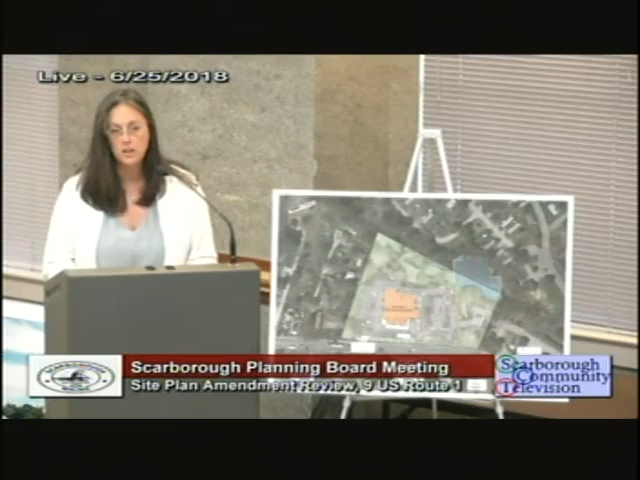 Live - 6/25/2018
Scarborough Planning Board Meeting
Site Plan Amendment Review, 9 US Route 1
Scarborough
Community
Television